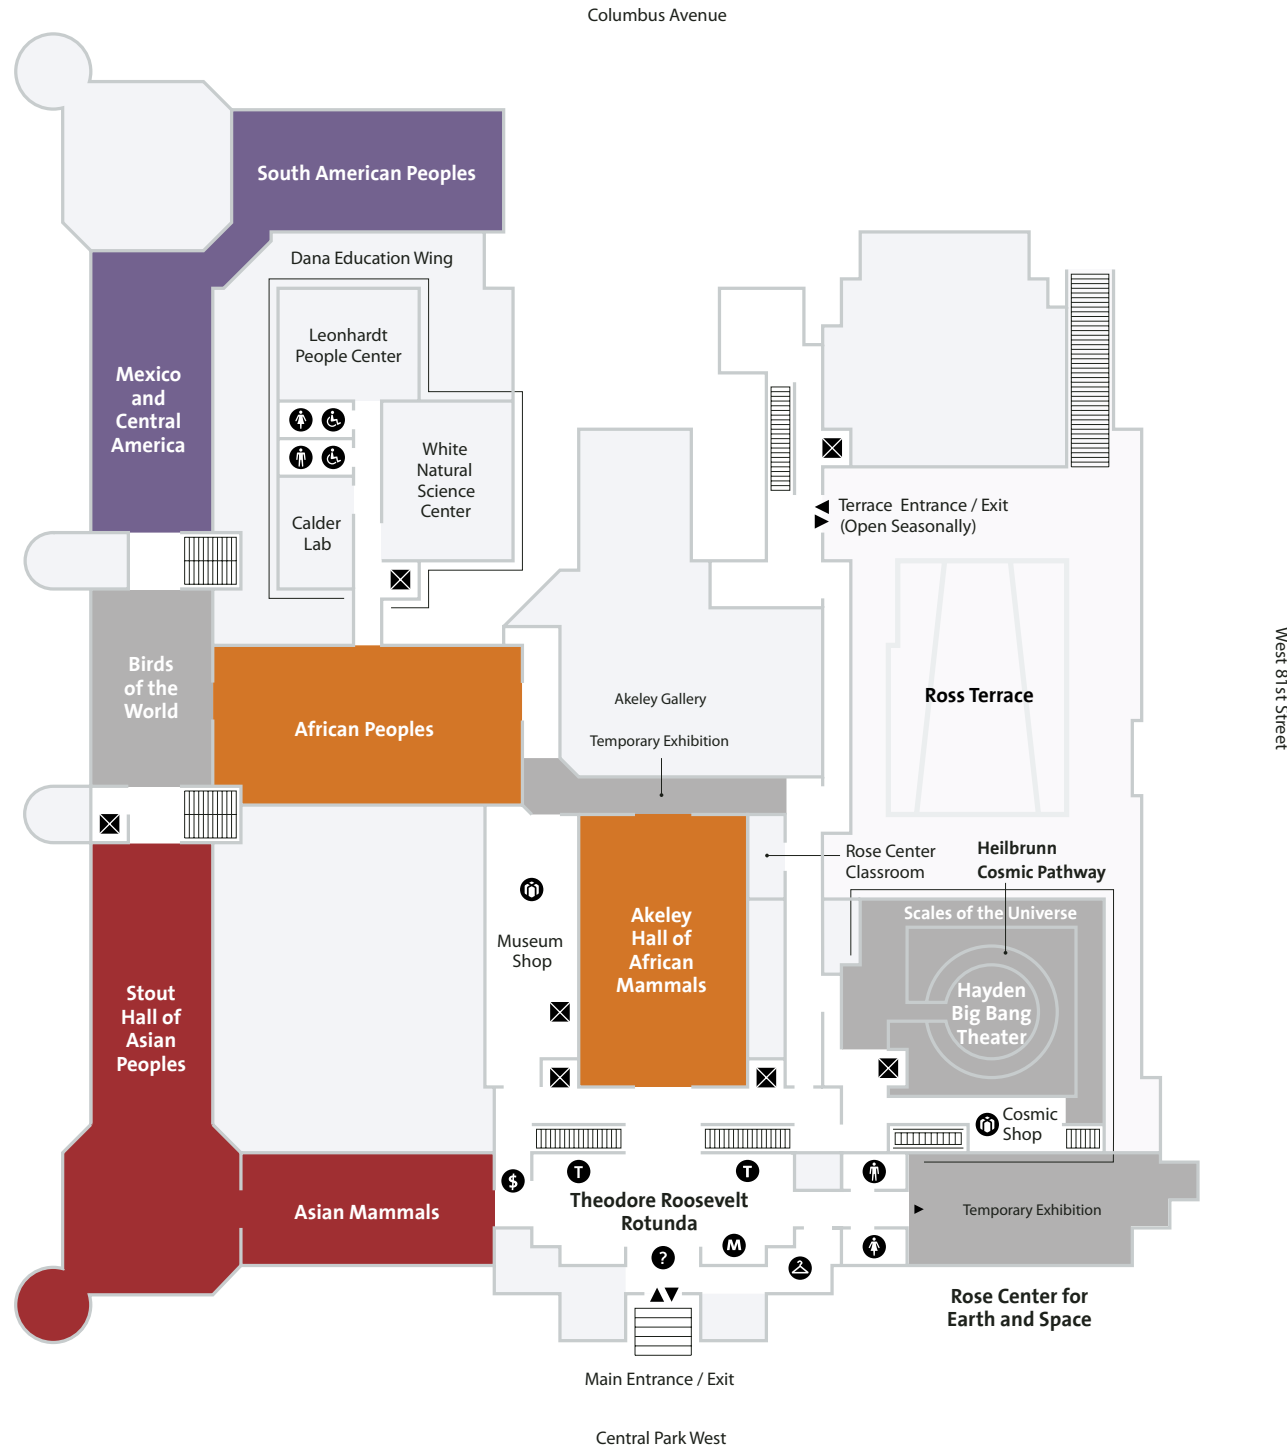 Columbus Avenue
South American Peoples
Dana Education Wing
Leonhardt
People Center
Mexico
and
Central
America
White
Natural
Science
Center
Calder
Lab
Terrace Entrance / Exit
(Open Seasonally)
West 81st Street
Birds
of the
World
African Peoples
Akeley Gallery
Temporary Exhibition
Ross Terrace
Rose Center
Classroom
Heilbrunn
Cosmic Pathway
Scales of the Universe
Museum
Shop
Akeley
Hall of
African
Mammals
Hayden
Big Bang
Theater
Stout
Hall of
Asian
Peoples
Cosmic
Shop
$
T
T
Theodore Roosevelt
Rotunda
Asian Mammals
M
?
Temporary Exhibition
Rose Center for
Earth and Space
Main Entrance / Exit
Central Park West